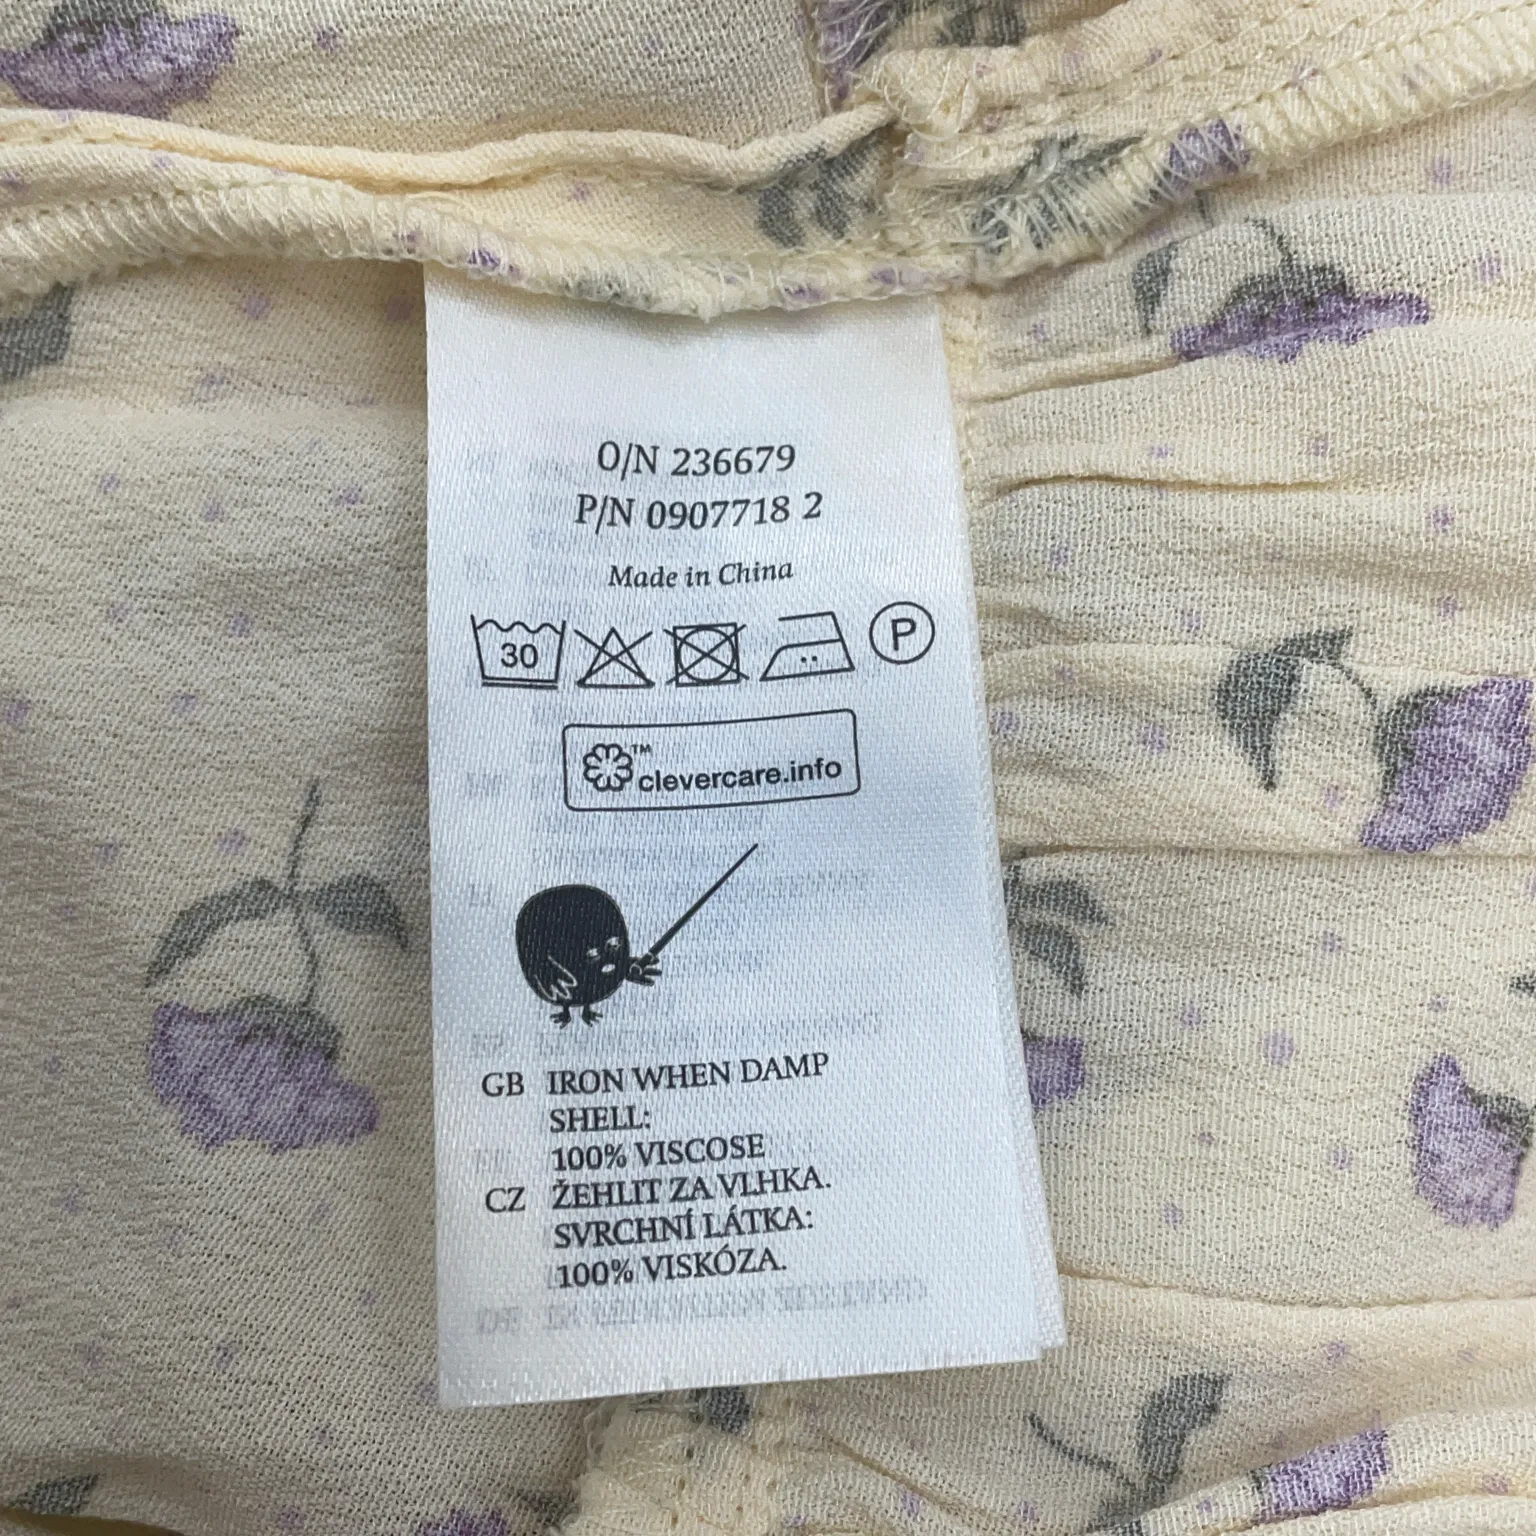 O/N 236679
P/N 0907718 2
Made in China
30 P
™ clevercare.info
GB IRON WHEN DAMP
SHELL:
100% VISCOSE
CZ ŽEHLIT ZA VLHKA.
SVRCHNÍ LÁTKA:
100% VISKÓZA.